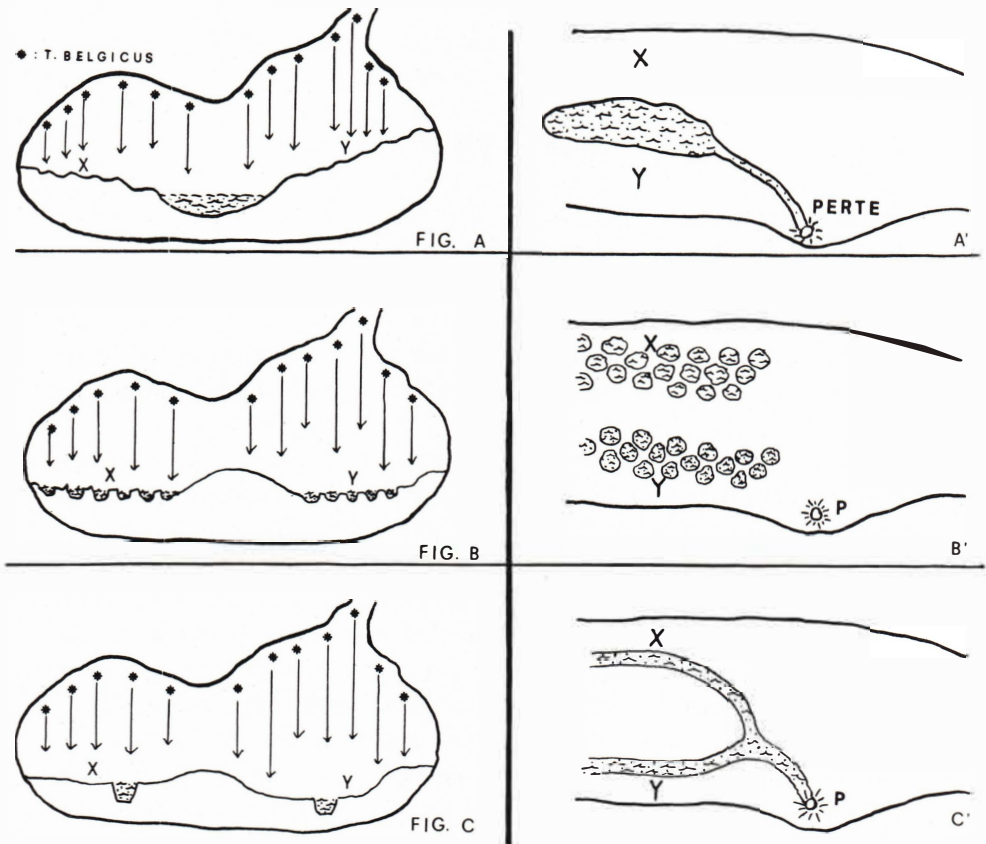 : T. BELGICUS
X
Y
FIG. A
X
Y
PERTE
A'
X
Y
FIG. B
X
Y
P
B'
X
Y
FIG. C
X
Y
P
C'